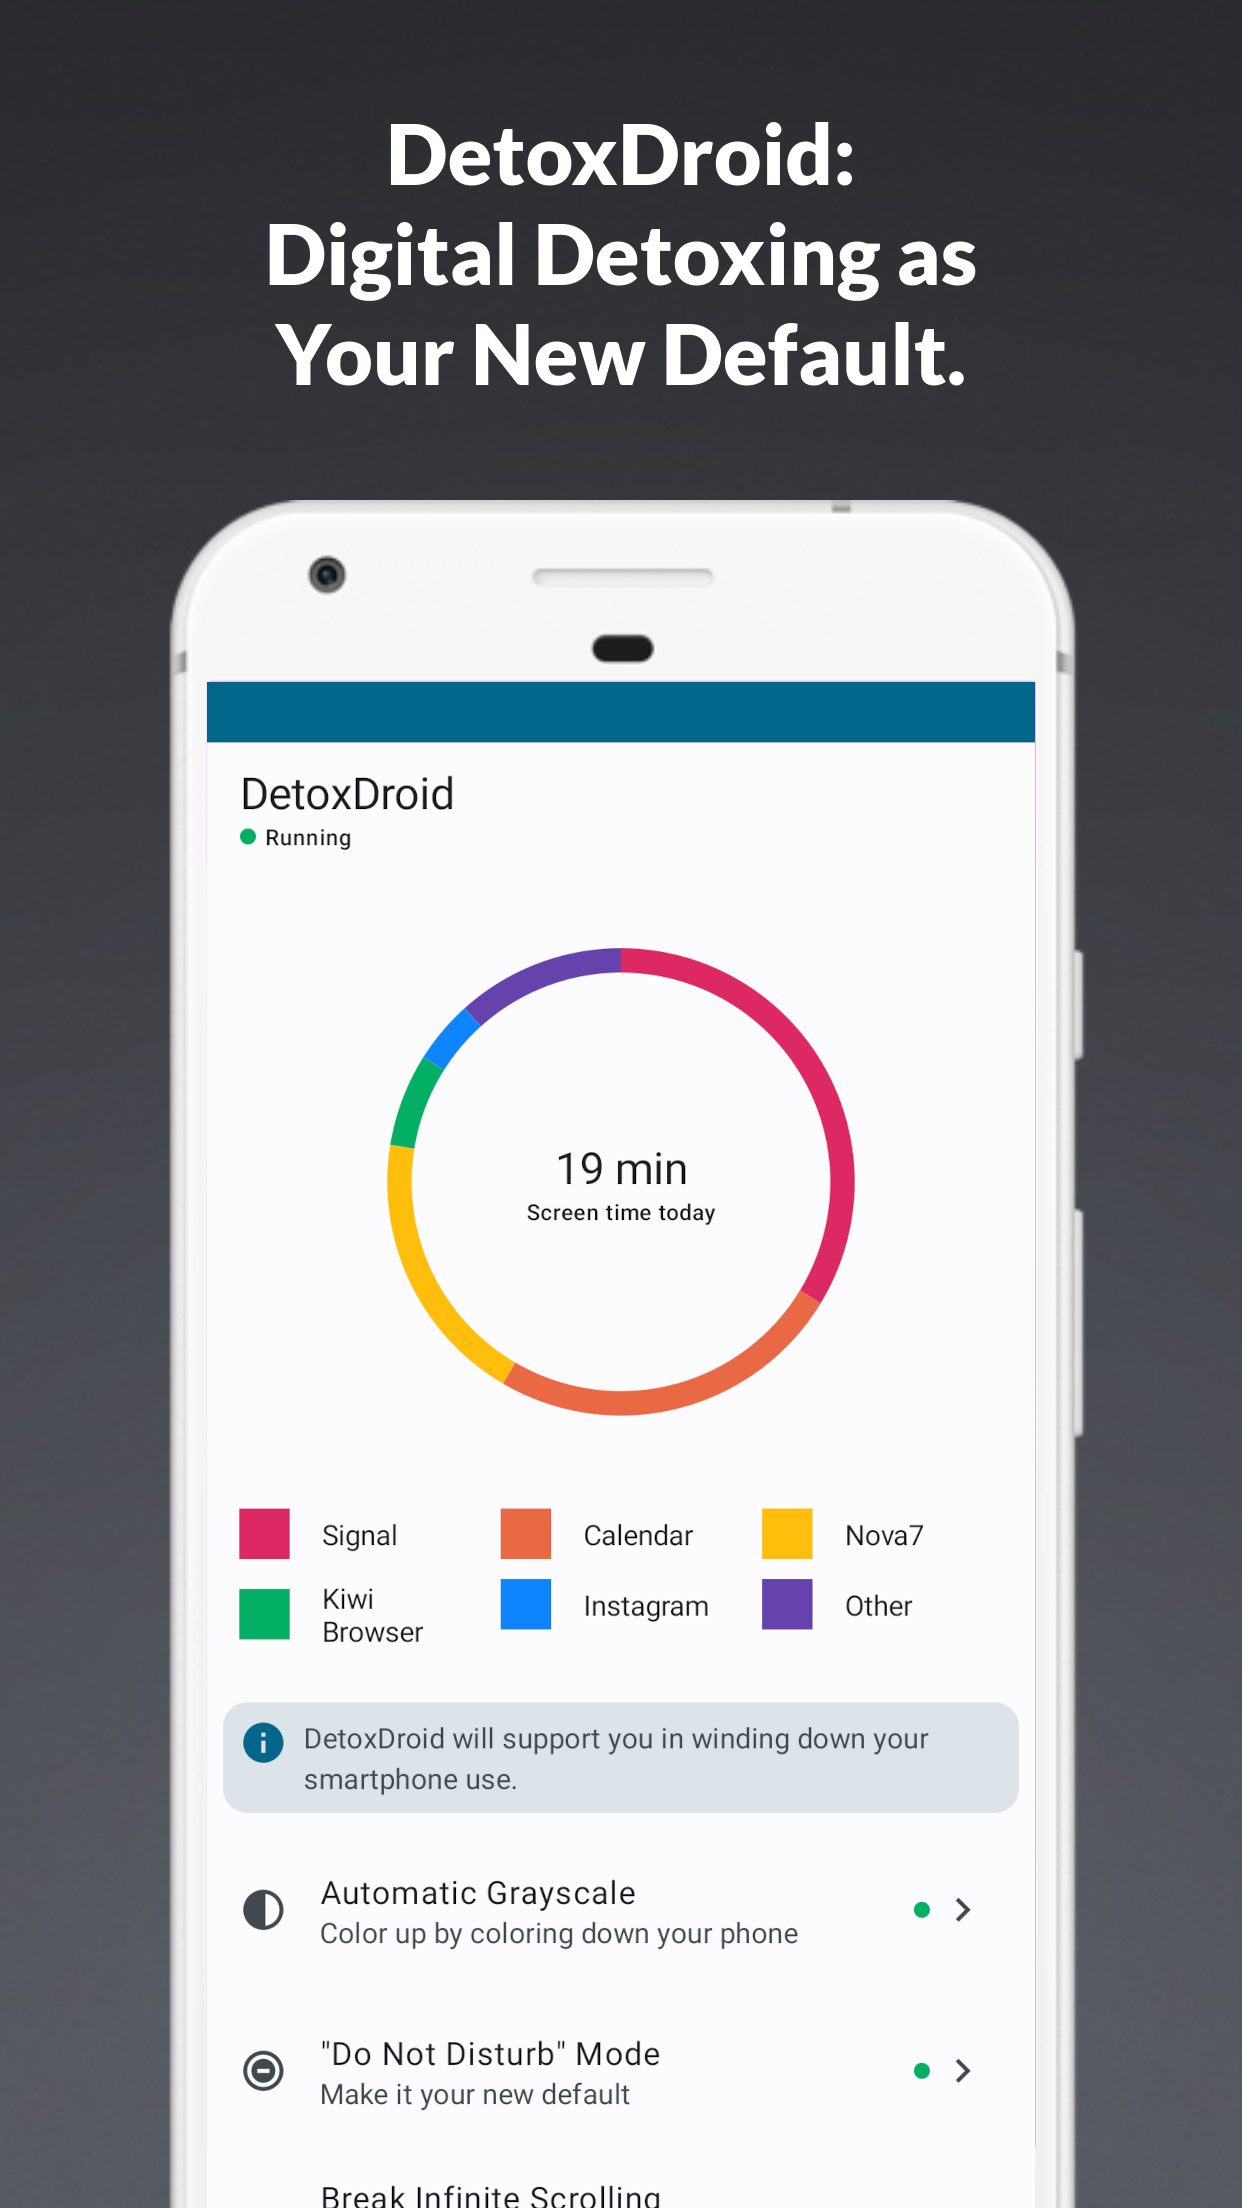 DetoxDroid:
Digital Detoxing as
Your New Default.
DetoxDroid
Running
19 min
Screen time today
Signal
Calendar
Nova7
Kiwi
Browser
Instagram
Other
DetoxDroid will support you in winding down your
smartphone use.
Automatic Grayscale
Color up by coloring down your phone
"Do Not Disturb" Mode
Make it your new default
Break Infinite Scrolling